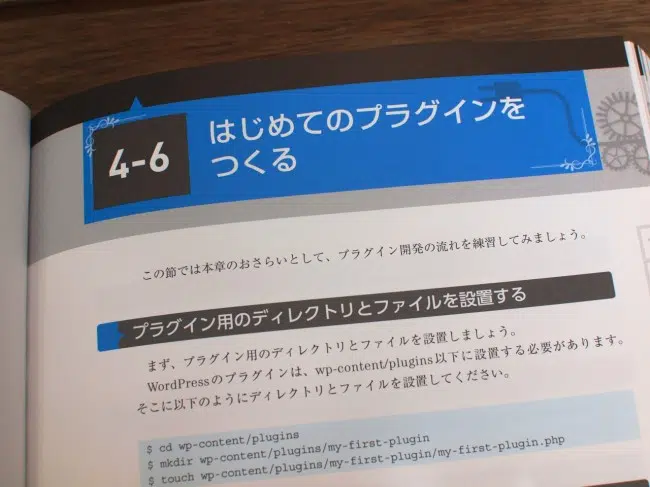 4-6
はじめてのプラグインを
つくる
この節では本章のおさらいとして、プラグイン開発の流れを練習してみましょう。
プラグイン用のディレクトリとファイルを設置する
まず、プラグイン用のディレクトリとファイルを設置しましょう。
WordPressのプラグインは、wp-content/plugins以下に設置する必要があります。
そこに以下のようにディレクトリとファイルを設置してください。
$ cd wp-content/plugins
$ mkdir wp-content/plugins/my-first-plugin
$ touch wp-content/plugins/my-first-plugin/my-first-plugin.php